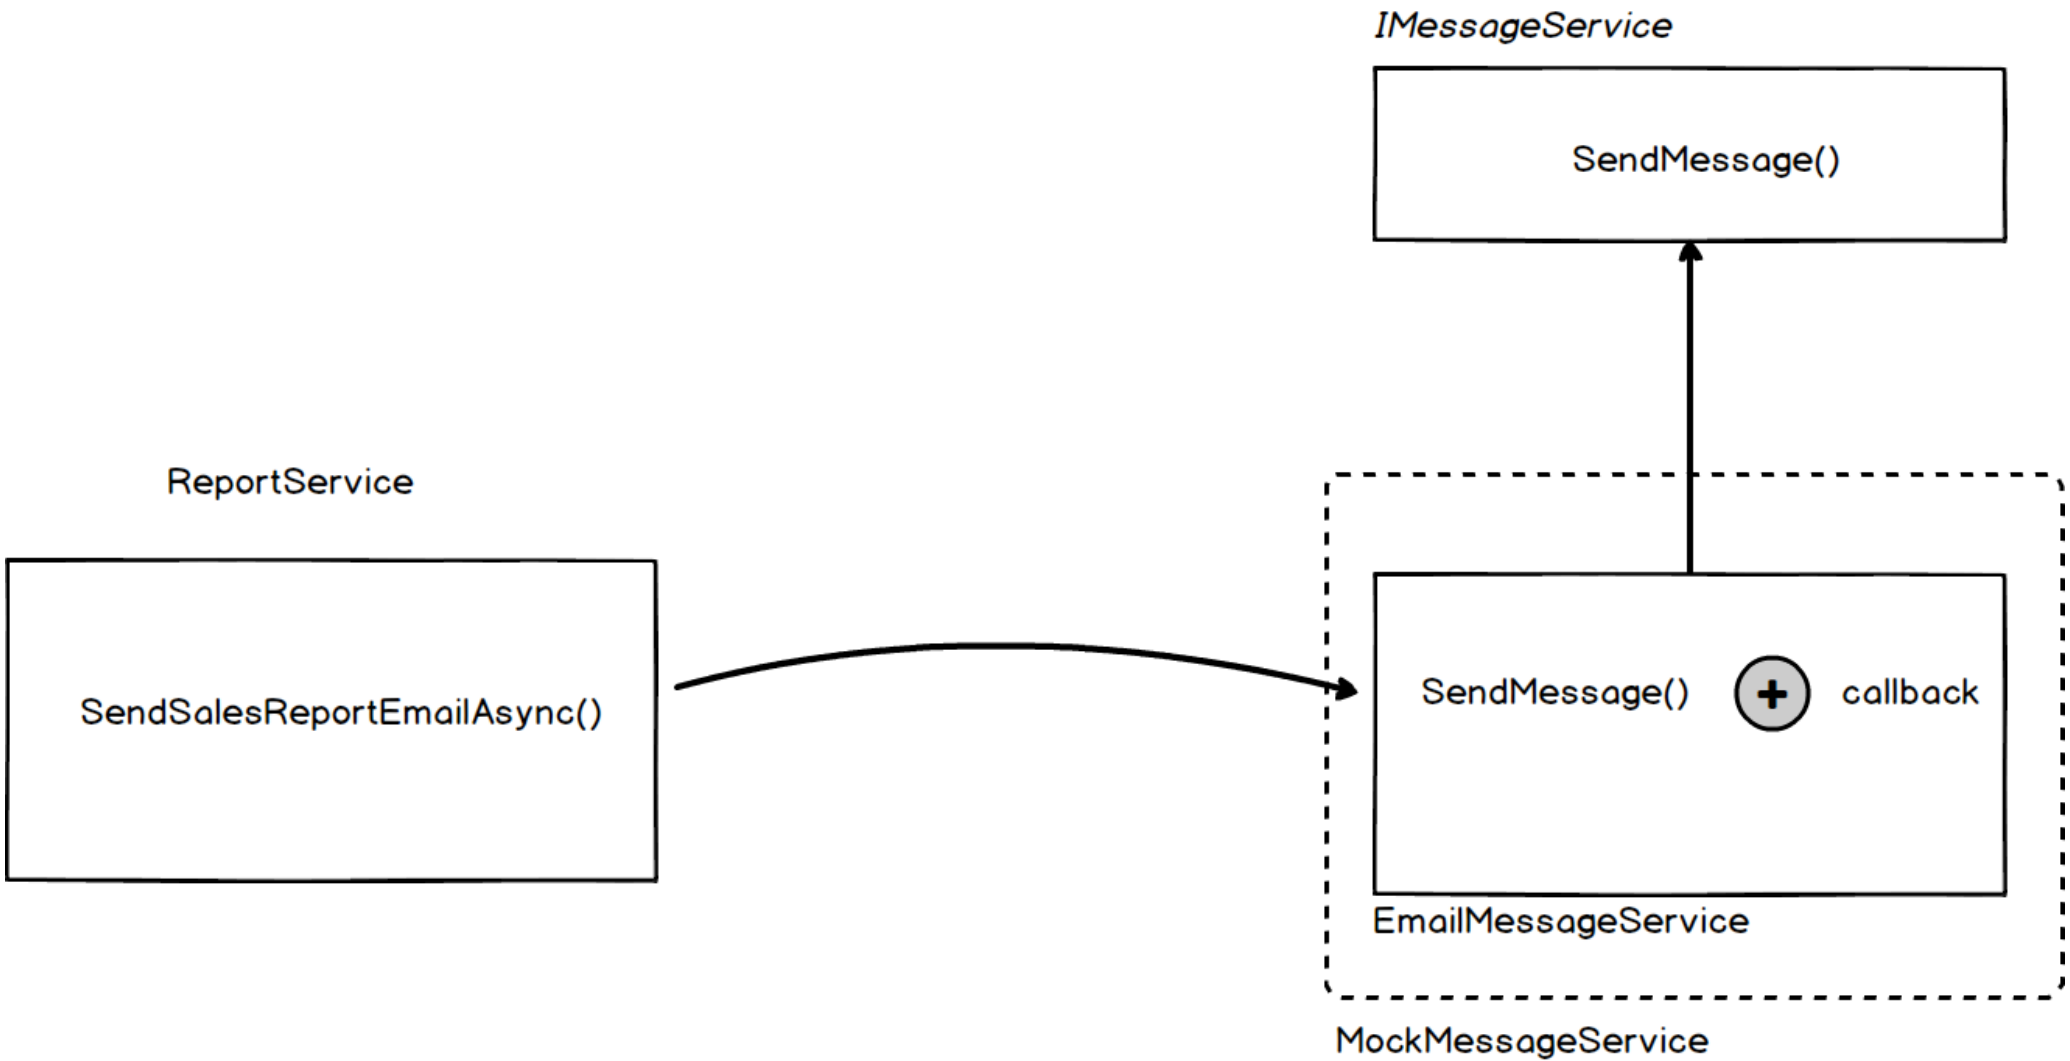 IMessageService
SendMessage()
ReportService
SendSalesReportEmailAsync()
SendMessage() + callback
EmailMessageService
MockMessageService